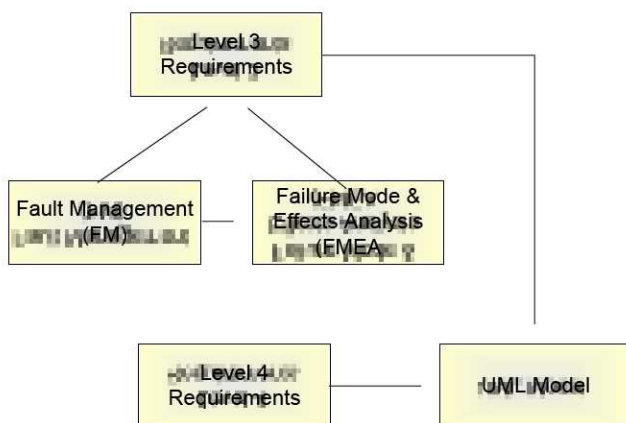 Level 3
Requirements
Fault Management
(FM)
Failure Mode &
Effects Analysis
(FMEA
Level 4
Requirements
UML Model